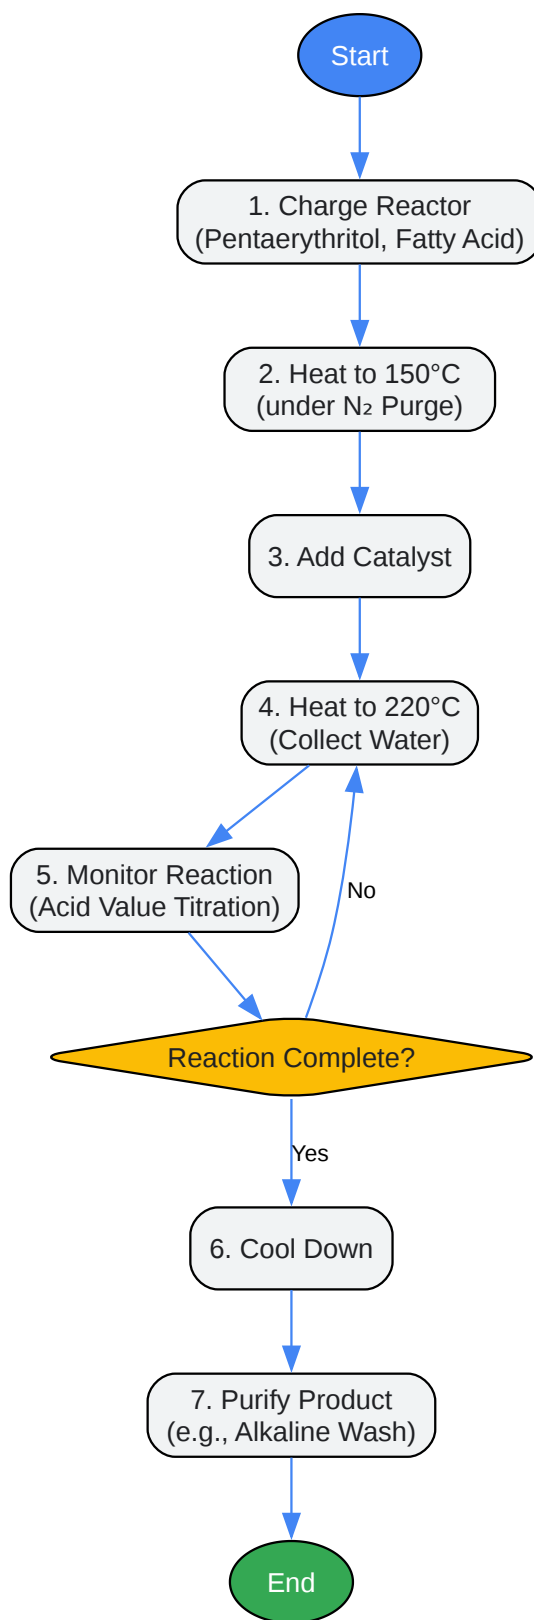 Start
1. Charge Reactor
(Pentaerythritol, Fatty Acid)
2. Heat to 150°C
(under N₂ Purge)
3. Add Catalyst
4. Heat to 220°C
(Collect Water)
5. Monitor Reaction
(Acid Value Titration)
No
Reaction Complete?
Yes
6. Cool Down
7. Purify Product
(e.g., Alkaline Wash)
End